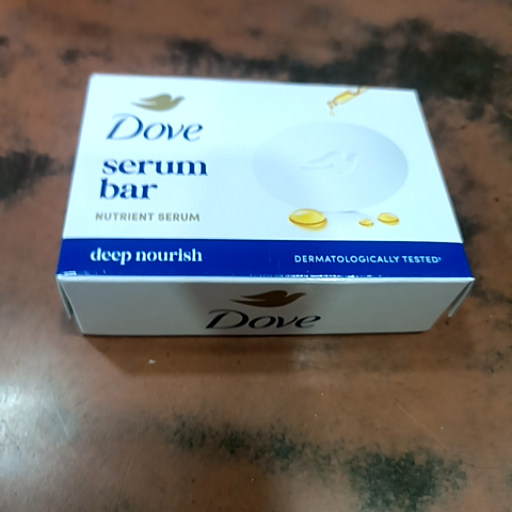 Dove
serum
bar
NUTRIENT SERUM
deep nourish
DERMATOLOGICALLY TESTED*
Dove